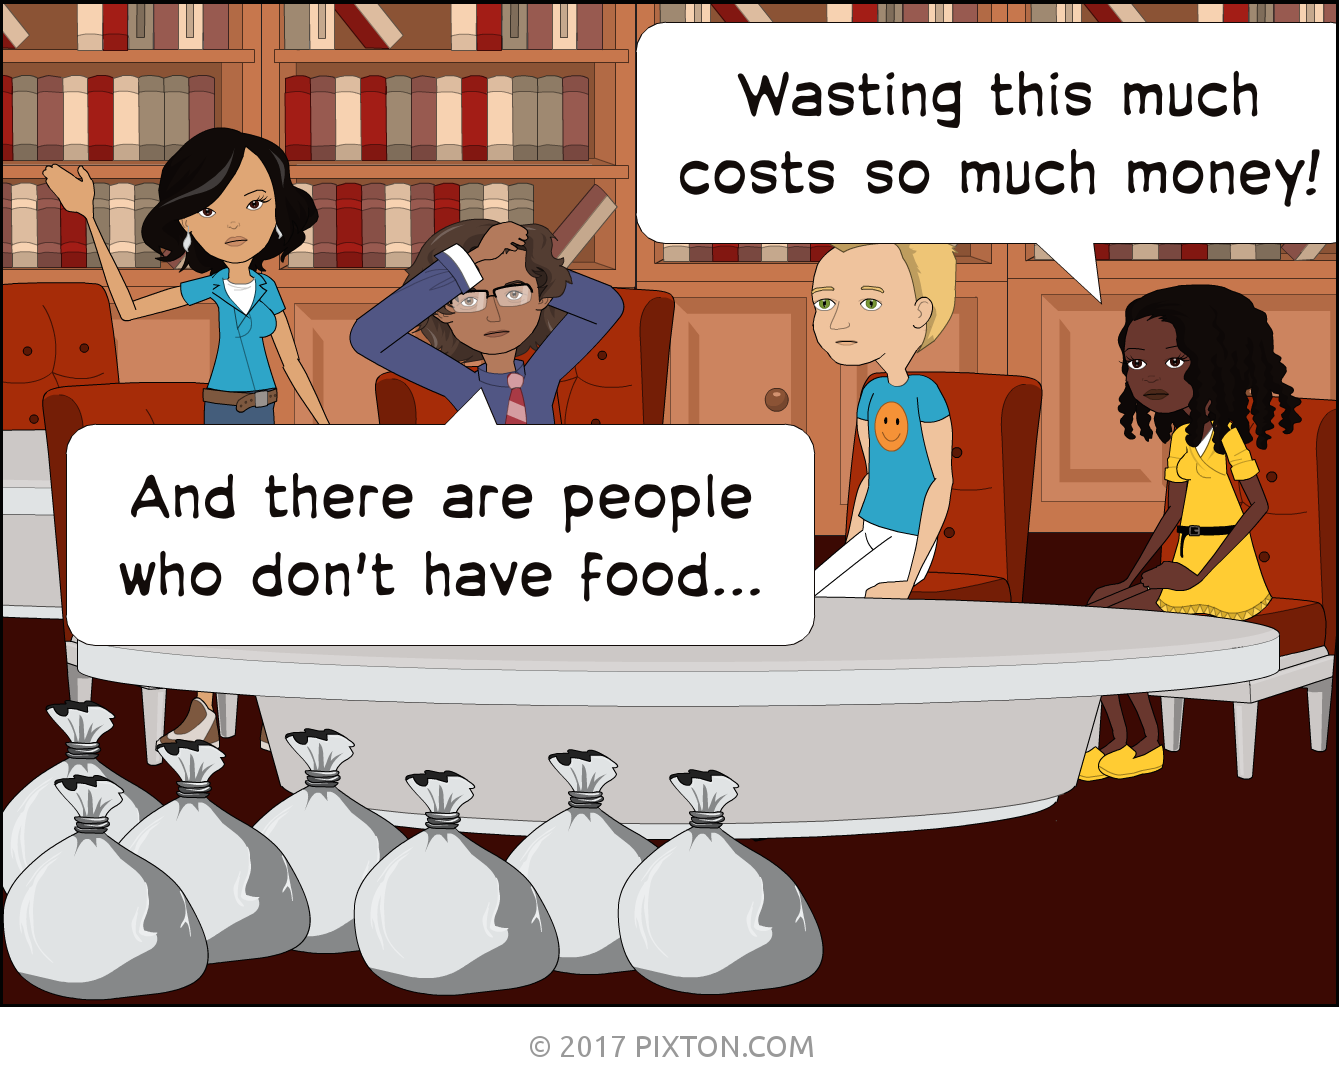 Wasting this much
costs so much money!
And there are people
who don't have food...
© 2017 PIXTON.COM